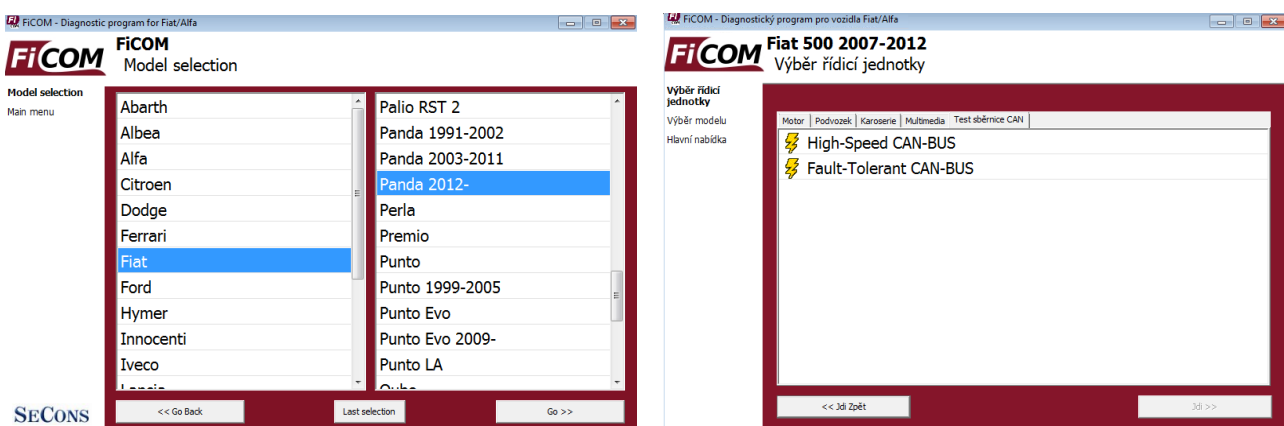 FiCOM - Diagnostic program for Fiat/Alfa
FiCOM
FiCOM
Model selection
Model selection
Main menu
Abarth
Albea
Alfa
Citroen
Dodge
Ferrari
Fiat
Ford
Hymer
Innocenti
Iveco
Lancia
Palio RST 2
Panda 1991-2002
Panda 2003-2011
Panda 2012-
Perla
Premio
Punto
Punto 1999-2005
Punto Evo
Punto Evo 2009-
Punto LA
Qubo
SECONS
<< Go Back
Last selection
Go >>
FiCOM - Diagnostický program pro vozidla Fiat/Alfa
FiCOM
Fiat 500 2007-2012
Výběr řídicí jednotky
Výběr řídicí
jednotky
Výběr modelu
Hlavní nabídka
Motor Podvozek Karoserie Multimedia Test sběrnice CAN
High-Speed CAN-BUS
Fault-Tolerant CAN-BUS
<< Jdi Zpět
Jdi >>